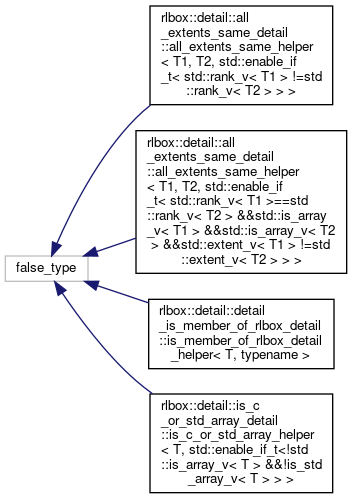 rlbox::detail::all
_extents_same_detail
::all_extents_same_helper
< T1, T2, std::enable_if
_t< std::rank_v< T1 > !=std
::rank_v< T2 > > >
rlbox::detail::all
_extents_same_detail
::all_extents_same_helper
< T1, T2, std::enable_if
_t< std::rank_v< T1 >==std
::rank_v< T2 > &&std::is_array
_v< T1 > &&std::is_array_v< T2
> &&std::extent_v< T1 > !=std
::extent_v< T2 > > >
false_type
rlbox::detail::detail
_is_member_of_rlbox_detail
::is_member_of_rlbox_detail
_helper< T, typename >
rlbox::detail::is_c
_or_std_array_detail
::is_c_or_std_array_helper
< T, std::enable_if_t<!std
::is_array_v< T > &&!is_std
_array_v< T > > >